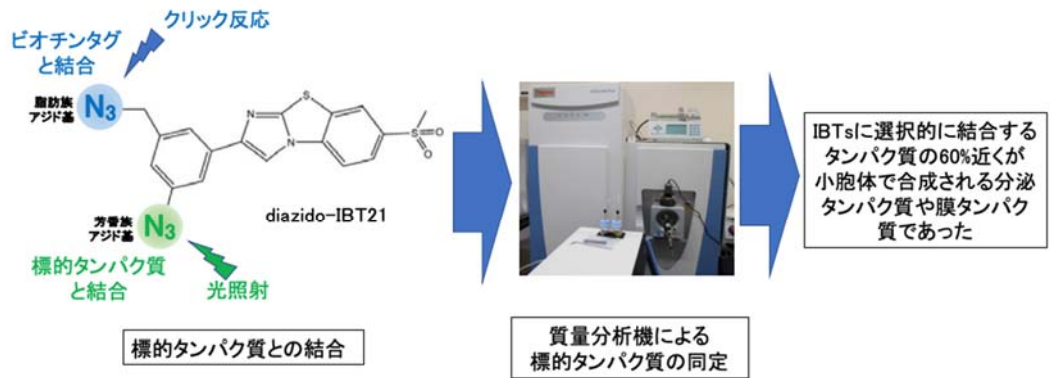 クリック反応
ビオチンタグ
と結合
脂肪族
アジド基
N3
N
S
N
S
O
O
芳香族
アジド基
N3
diazido-IBT21
標的タンパク質
と結合
光照射
標的タンパク質との結合
質量分析機による
標的タンパク質の同定
IBTsに選択的に結合する
タンパク質の60%近くが
小胞体で合成される分泌
タンパク質や膜タンパク
質であった